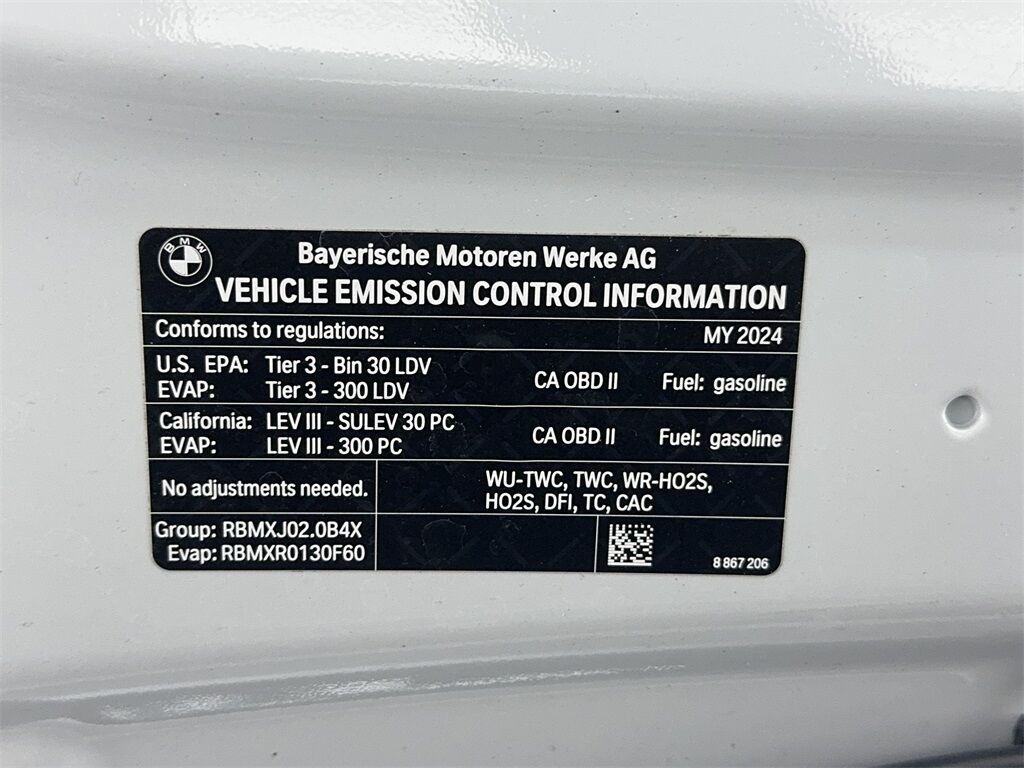 BMW
Bayerische Motoren Werke AG
VEHICLE EMISSION CONTROL INFORMATION
Conforms to regulations: MY 2024
U.S. EPA: Tier 3 - Bin 30 LDV
EVAP: Tier 3 - 300 LDV
CA OBD II Fuel: gasoline
California: LEV III - SULEV 30 PC
EVAP: LEV III - 300 PC
CA OBD II Fuel: gasoline
No adjustments needed.
WU-TWC, TWC, WR-HO2S,
HO2S, DFI, TC, CAC
Group: RBMXJ02.0B4X
Evap: RBMXR0130F60
8 867 206